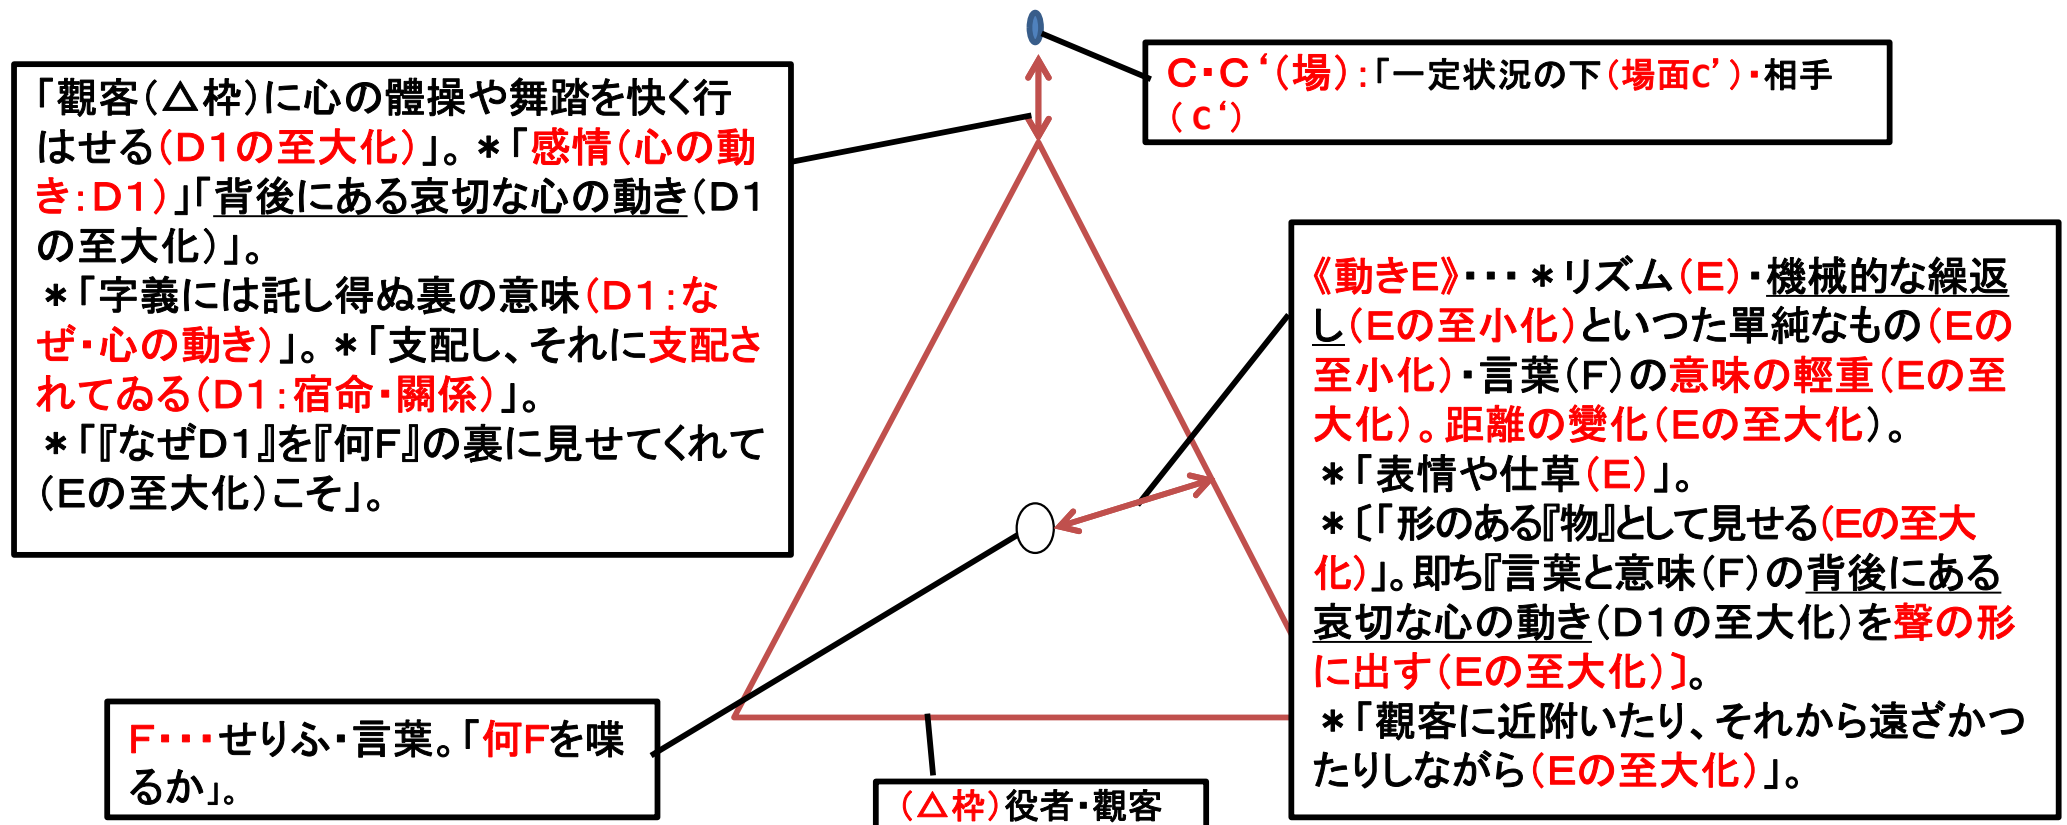 「觀客（△枠）に心の體操や舞踏を快く行
はせる（Ｄ１の至大化）」。＊「感情（心の動
き：Ｄ１）」「背後にある哀切な心の動き（Ｄ１
の至大化）」。
＊「字義には託し得ぬ裏の意味（Ｄ１：な
ぜ・心の動き）」。＊「支配し、それに支配さ
れてゐる（Ｄ１：宿命・關係）」。
＊「『なぜＤ１』を『何Ｆ』の裏に見せてくれて
（Ｅの至大化）こそ」。
Ｃ・Ｃ‘（場）：「一定状況の下（場面C’）・相手
（C‘）
《動きＥ》・・・＊リズム（Ｅ）・機械的な繰返
し（Ｅの至小化）といつた單純なもの（Ｅの
至小化）・言葉（Ｆ）の意味の輕重（Ｅの至
大化）。距離の變化（Ｅの至大化）。
＊「表情や仕草（Ｅ）」。
＊〔「形のある『物』として見せる（Ｅの至大
化）」。即ち『言葉と意味（Ｆ）の背後にある
哀切な心の動き（Ｄ１の至大化）を聲の形
に出す（Ｅの至大化）〕。
＊「觀客に近附いたり、それから遠ざかつ
たりしながら（Ｅの至大化）」。
Ｆ・・・せりふ・言葉。「何Ｆを喋
るか」。
（△枠）役者・觀客